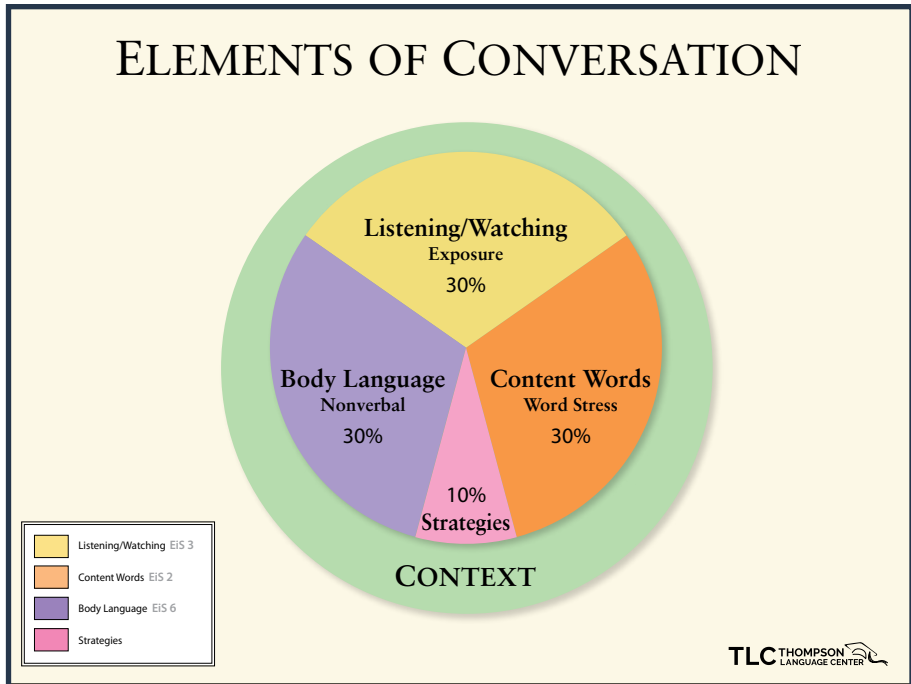 ELEMENTS OF CONVERSATION
Listening/Watching
Exposure
30%
Body Language
Nonverbal
30%
Content Words
Word Stress
30%
10%
Strategies
CONTEXT
Listening/Watching EiS 3
Content Words EiS 2
Body Language EiS 6
Strategies
TLC THOMPSON
LANGUAGE CENTER